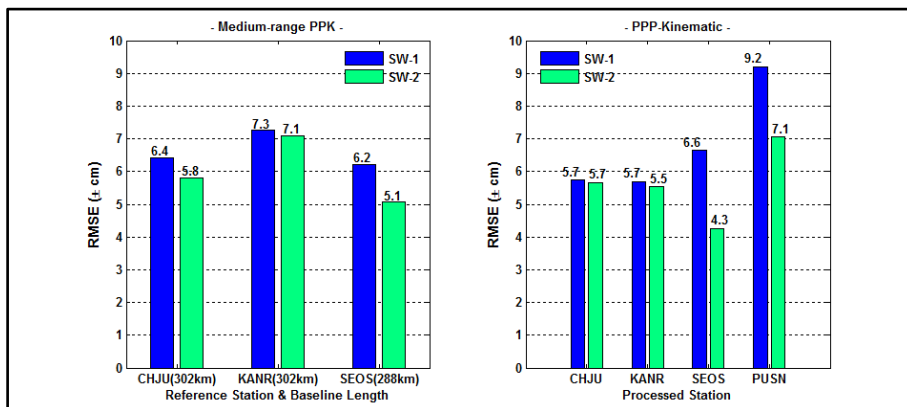 - Medium-range PPK -
10
9
8
7
6
5
4
3
2
1
0
RMSE (± cm)
SW-1
SW-2
6.4
5.8
7.3
7.1
6.2
5.1
CHJU(302km) KANR(302km) SEOS(288km)
Reference Station & Baseline Length
- PPP-Kinematic -
10
9
8
7
6
5
4
3
2
1
0
RMSE (± cm)
SW-1
SW-2
5.7 5.7
5.7 5.5
6.6
4.3
9.2
7.1
CHJU KANR SEOS PUSN
Processed Station